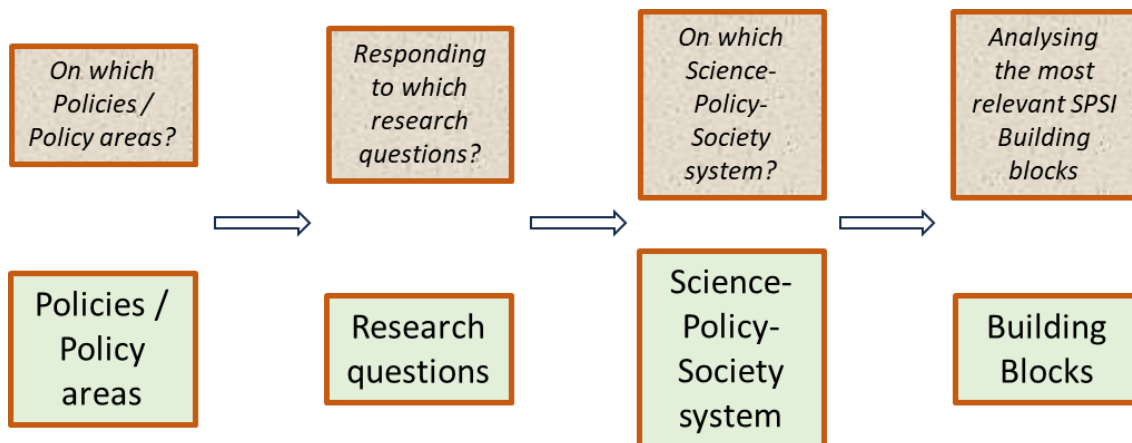 On which
Policies /
Policy areas?
Responding
to which
research
questions?
On which
Science-
Policy-
Society
system?
Analysing
the most
relevant SPSI
Building
blocks
Policies /
Policy
areas
Research
questions
Science-
Policy-
Society
system
Building
Blocks